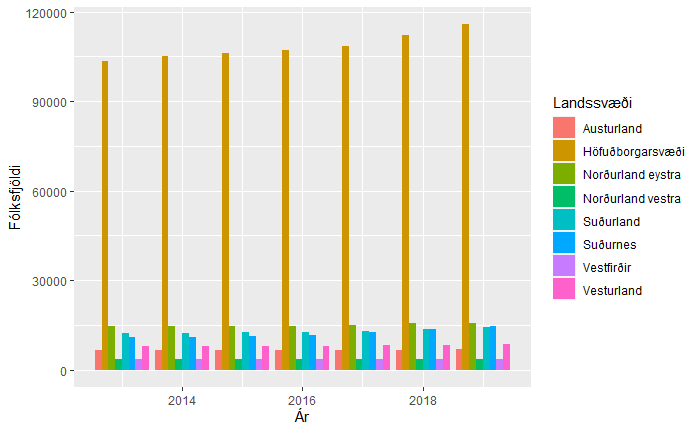 120000
90000
60000
30000
0
Fólksfjöldi
2014
2016
2018
Ár
Landssvæði
Austurland
Höfuðborgarsvæði
Norðurland eystra
Norðurland vestra
Suðurland
Suðurnes
Vestfirðir
Vesturland